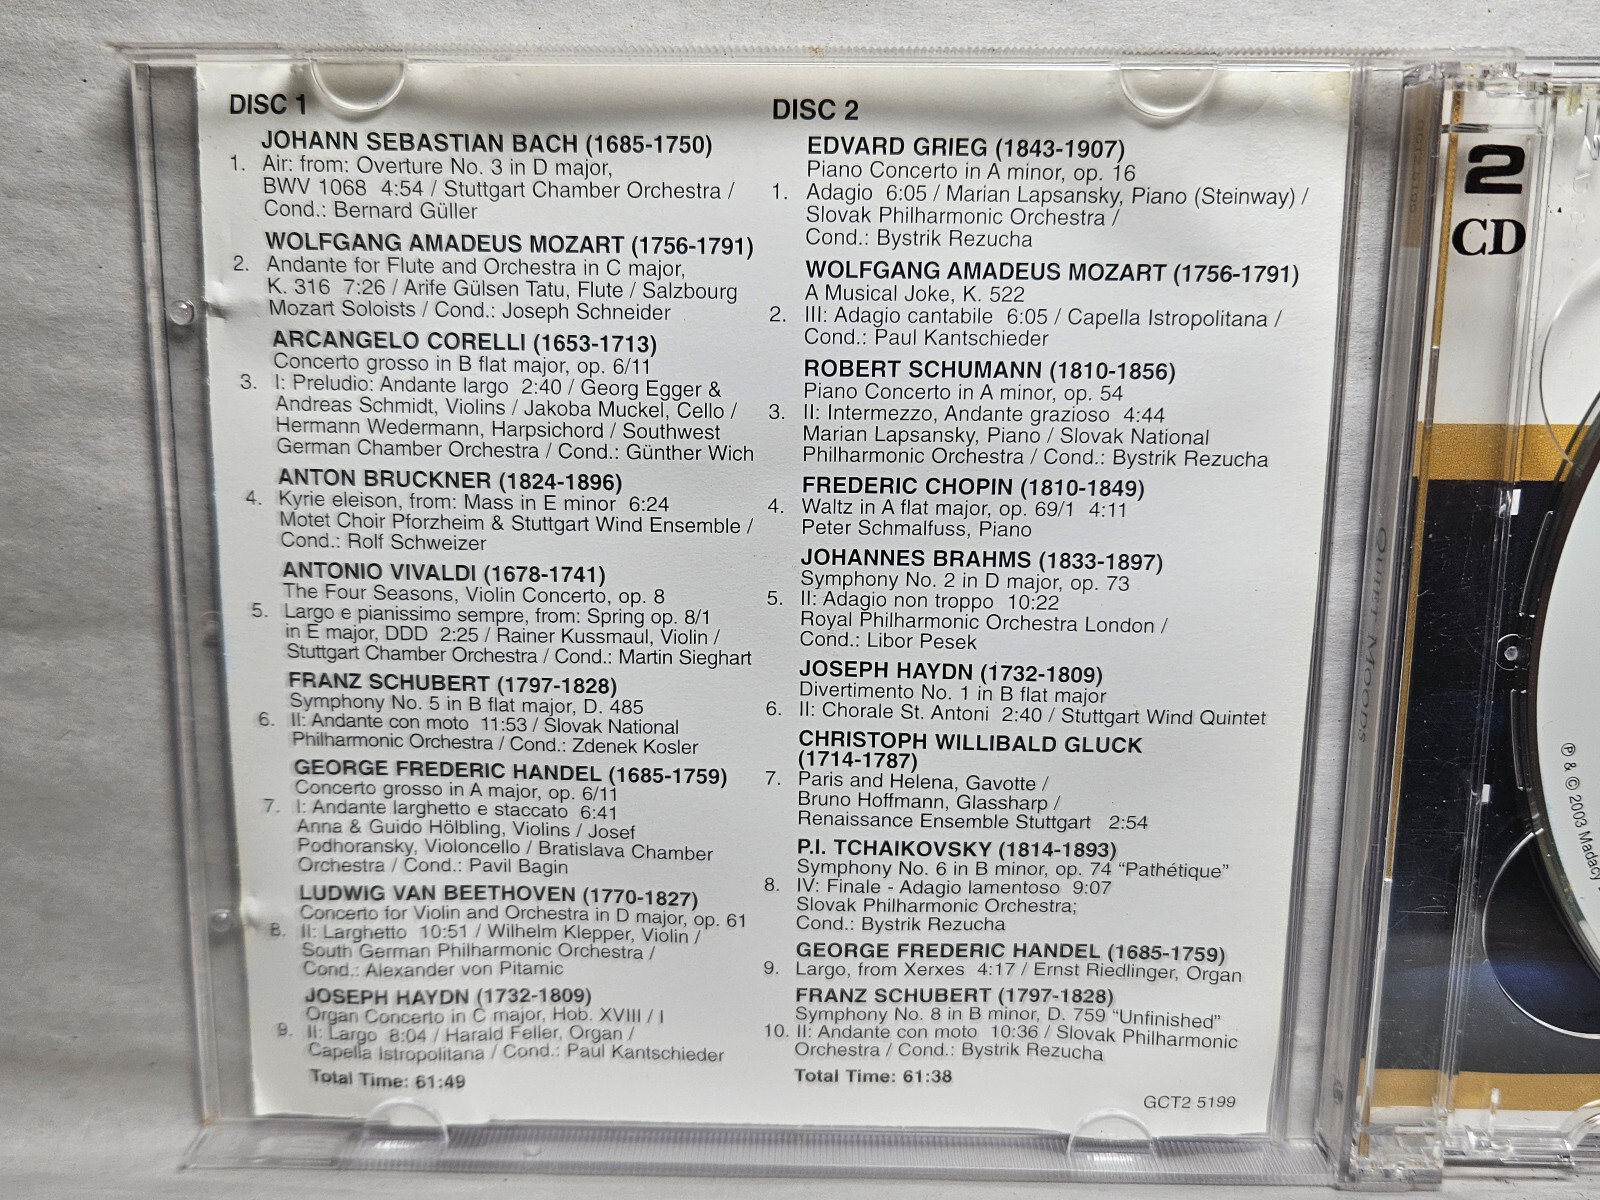 DISC 1
JOHANN SEBASTIAN BACH (1685-1750)
1. Air: from: Overture No. 3 in D major,
BWV 1068 4:54 / Stuttgart Chamber Orchestra /
Cond.: Bernard Güller
WOLFGANG AMADEUS MOZART (1756-1791)
2. Andante for Flute and Orchestra in C major,
K. 316 7:26 / Arife Gülsen Tatu, Flute / Salzbourg
Mozart Soloists / Cond.: Joseph Schneider
ARCANGELO CORELLI (1653-1713)
Concerto grosso in B flat major, op. 6/11
3. I: Preludio: Andante largo 2:40 / Georg Egger &
Andreas Schmidt, Violins / Jakoba Muckel, Cello /
Hermann Wedermann, Harpsichord / Southwest
German Chamber Orchestra / Cond.: Günther Wich
ANTON BRUCKNER (1824-1896)
4. Kyrie eleison, from: Mass in E minor 6:24
Motet Choir Pforzheim & Stuttgart Wind Ensemble /
Cond.: Rolf Schweizer
ANTONIO VIVALDI (1678-1741)
The Four Seasons, Violin Concerto, op. 8
5. Largo e pianissimo sempre, from: Spring op. 8/1
in E major, DDD 2:25 / Rainer Kussmaul, Violin /
Stuttgart Chamber Orchestra / Cond.: Martin Sieghart
FRANZ SCHUBERT (1797-1828)
Symphony No. 5 in B flat major, D. 485
6. II: Andante con moto 11:53 / Slovak National
Philharmonic Orchestra / Cond.: Zdenek Kosler
GEORGE FREDERIC HANDEL (1685-1759)
Concerto grosso in A major, op. 6/11
7. I: Andante larghetto e staccato 6:41
Anna & Guido Hölbling, Violins / Josef
Podhoransky, Violoncello / Bratislava Chamber
Orchestra / Cond.: Pavil Bagin
LUDWIG VAN BEETHOVEN (1770-1827)
Concerto for Violin and Orchestra in D major, op. 61
8. II: Larghetto 10:51 / Wilhelm Klepper, Violin /
South German Philharmonic Orchestra /
Cond.: Alexander von Pitamic
JOSEPH HAYDN (1732-1809)
Organ Concerto in C major, Hob. XVIII / I
9. II: Largo 8:04 / Harald Feller, Organ /
Capella Istropolitana / Cond.: Paul Kantschieder
Total Time: 61:49
DISC 2
EDVARD GRIEG (1843-1907)
Piano Concerto in A minor, op. 16
1. Adagio 6:05 / Marian Lapsansky, Piano (Steinway) /
Slovak Philharmonic Orchestra /
Cond.: Bystrik Rezucha
WOLFGANG AMADEUS MOZART (1756-1791)
A Musical Joke, K. 522
2. III: Adagio cantabile 6:05 / Capella Istropolitana /
Cond.: Paul Kantschieder
ROBERT SCHUMANN (1810-1856)
Piano Concerto in A minor, op. 54
3. II: Intermezzo, Andante grazioso 4:44
Marian Lapsansky, Piano / Slovak National
Philharmonic Orchestra / Cond.: Bystrik Rezucha
FREDERIC CHOPIN (1810-1849)
4. Waltz in A flat major, op. 69/1 4:11
Peter Schmalfuss, Piano
JOHANNES BRAHMS (1833-1897)
Symphony No. 2 in D major, op. 73
5. II: Adagio non troppo 10:22
Royal Philharmonic Orchestra London /
Cond.: Libor Pesek
JOSEPH HAYDN (1732-1809)
Divertimento No. 1 in B flat major
6. II: Chorale St. Antoni 2:40 / Stuttgart Wind Quintet
CHRISTOPH WILLIBALD GLUCK
(1714-1787)
7. Paris and Helena, Gavotte /
Bruno Hoffmann, Glassharp /
Renaissance Ensemble Stuttgart 2:54
P.I. TCHAIKOVSKY (1814-1893)
Symphony No. 6 in B minor, op. 74 “Pathétique”
8. IV: Finale - Adagio lamentoso 9:07
Slovak Philharmonic Orchestra;
Cond.: Bystrik Rezucha
GEORGE FREDERIC HANDEL (1685-1759)
9. Largo, from Xerxes 4:17 / Ernst Riedlinger, Organ
FRANZ SCHUBERT (1797-1828)
Symphony No. 8 in B minor, D. 759 “Unfinished”
10. II: Andante con moto 10:36 / Slovak Philharmonic
Orchestra / Cond.: Bystrik Rezucha
Total Time: 61:38
GCT2 5199
QUIET MOODS
2
CD
℗ & © 2003 Madacy